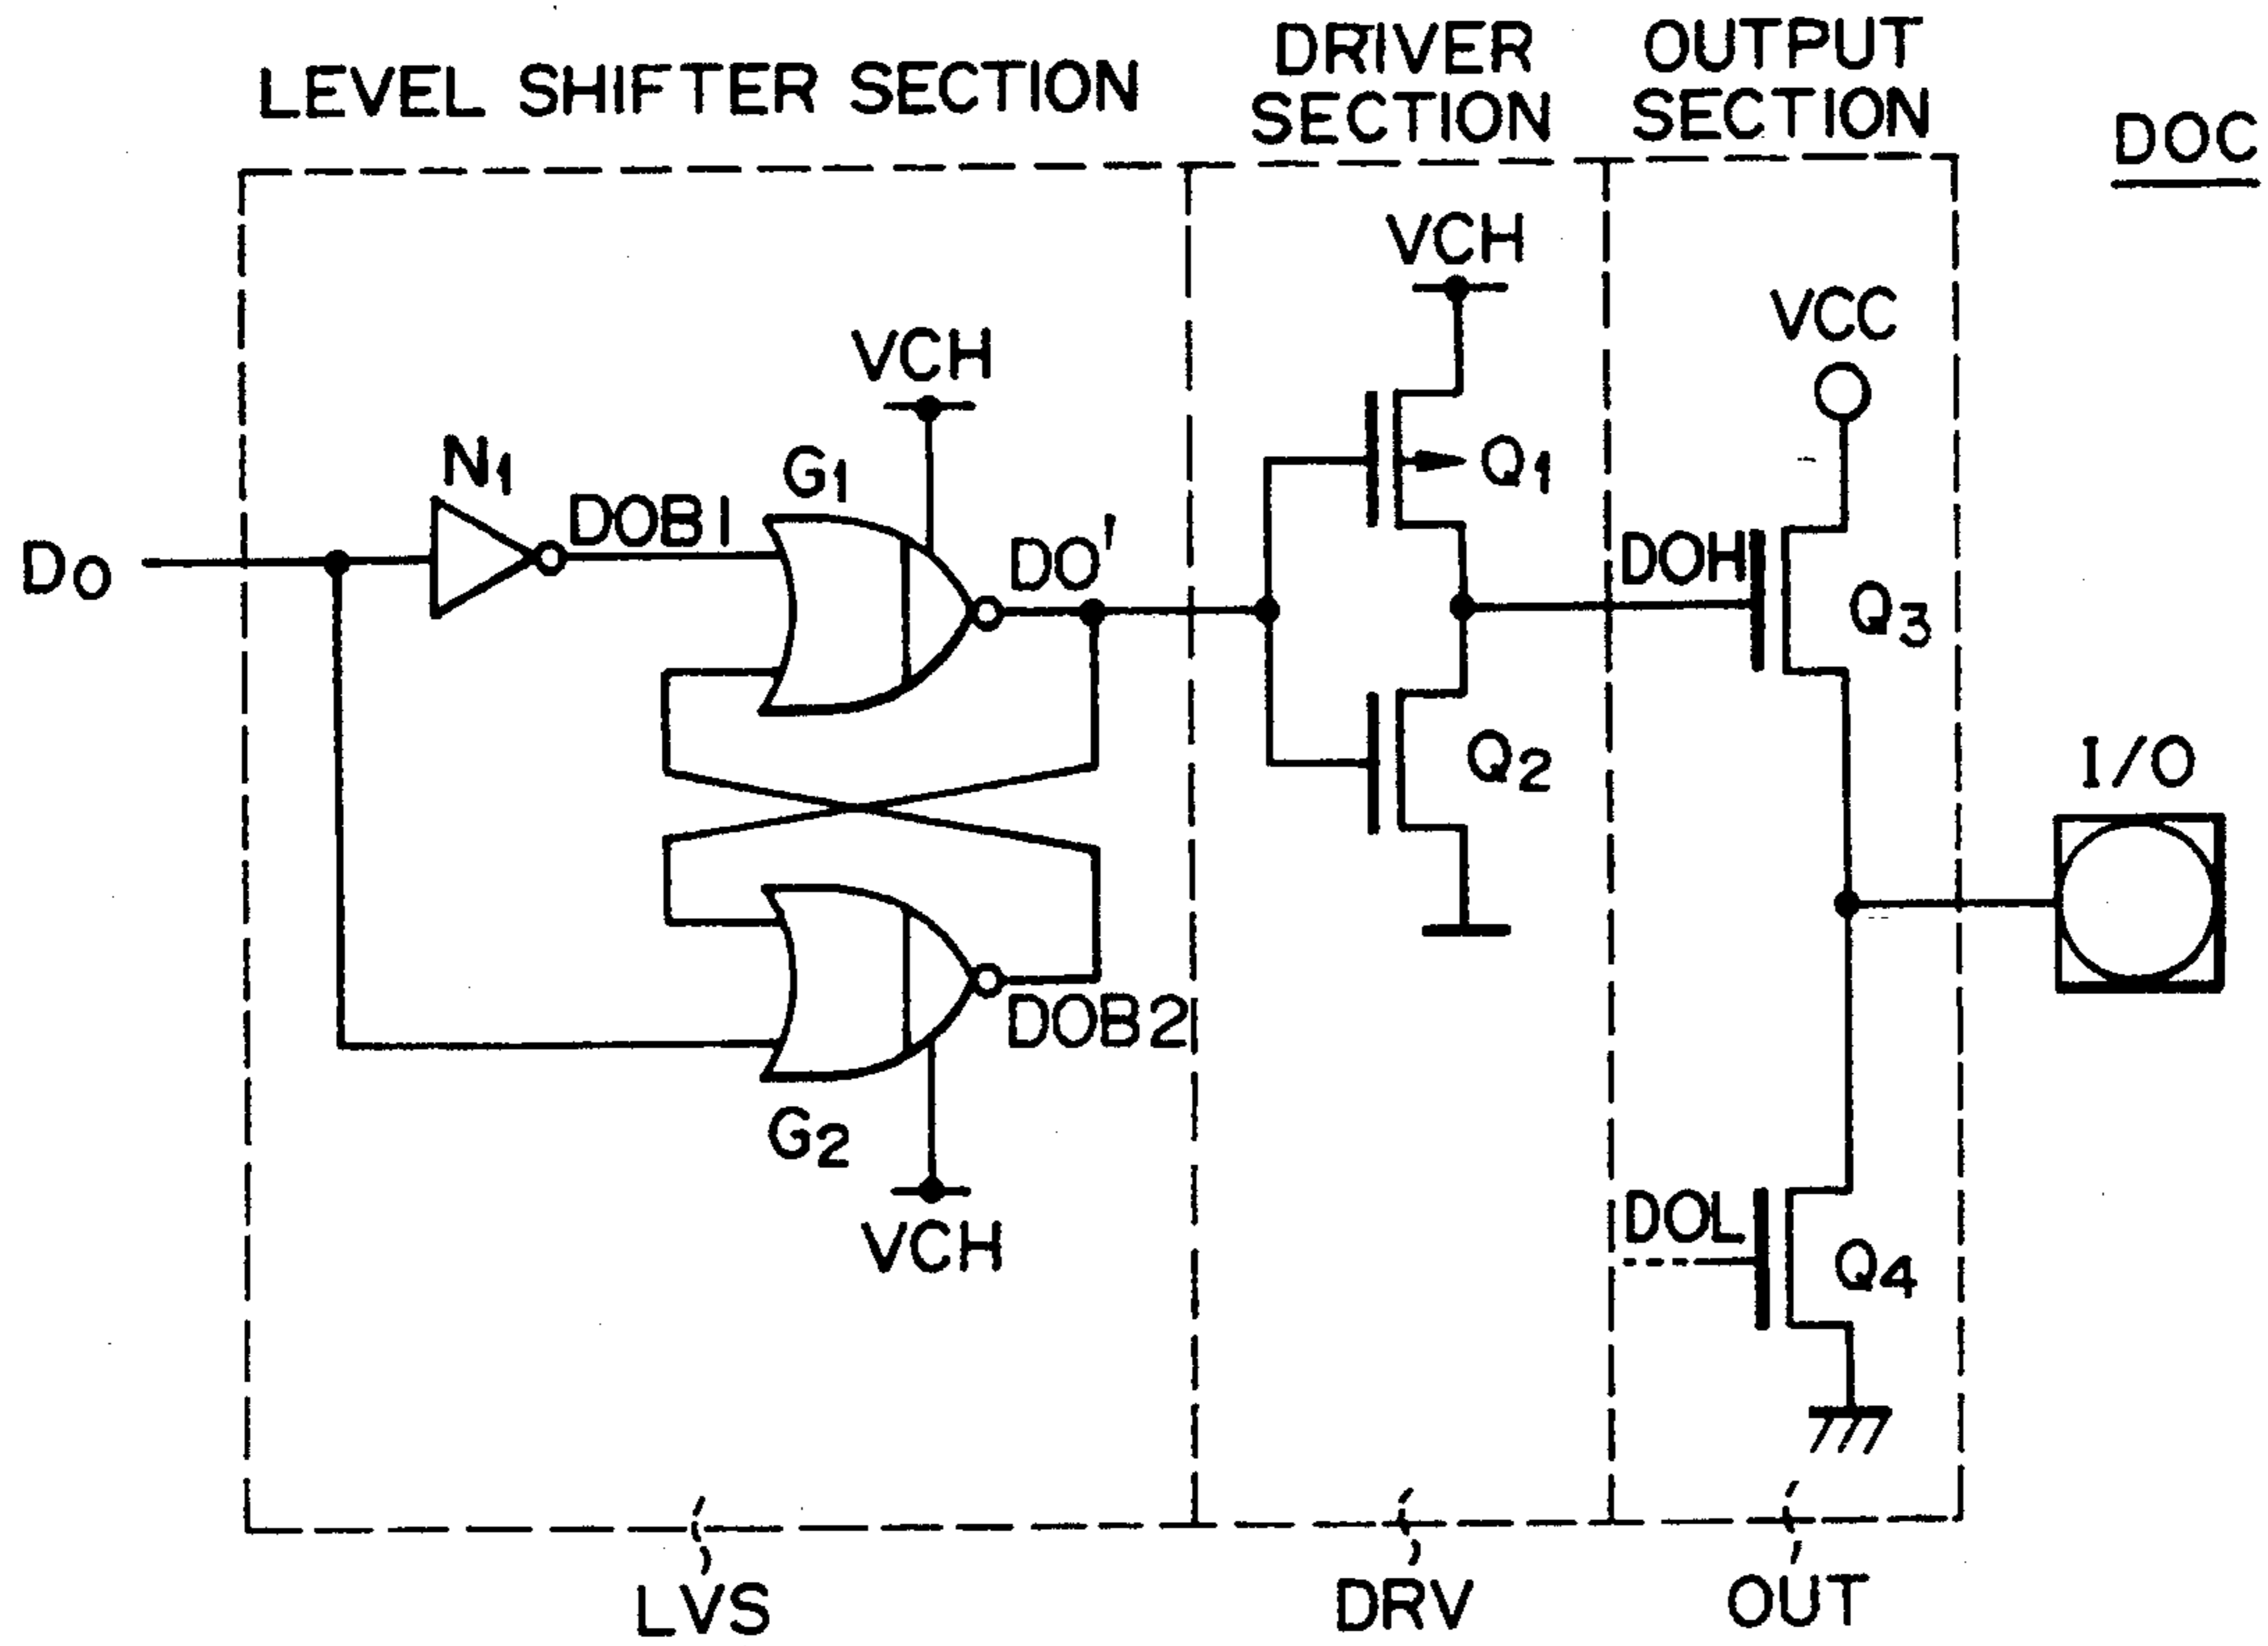 LEVEL SHIFTER SECTION
DRIVER
SECTION
OUTPUT
SECTION
DOC
VCH
VCC
VCH
N1
G1
DOB1
DO'
Q1
DOH
Q3
DO
Q2
I/O
DOB2
G2
VCH
DOL
Q4
LVS
DRV
OUT